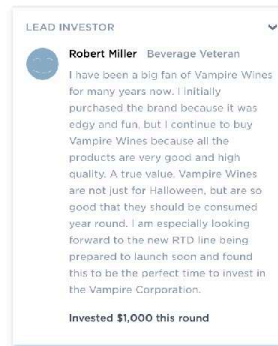 LEAD INVESTOR
Robert Miller Beverage Veteran
I have been a big fan of Vampire Wines
for many years now. I initially
purchased the brand because it was
edgy and fun, but I continue to buy
Vampire Wines because all the
products are very good and high
quality. A true value. Vampire Wines
are not just for Halloween, but are so
good that they should be consumed
year round. I am especially looking
forward to the new RTD line being
prepared to launch soon and found
this to be the perfect time to invest in
the Vampire Corporation.
Invested $1,000 this round